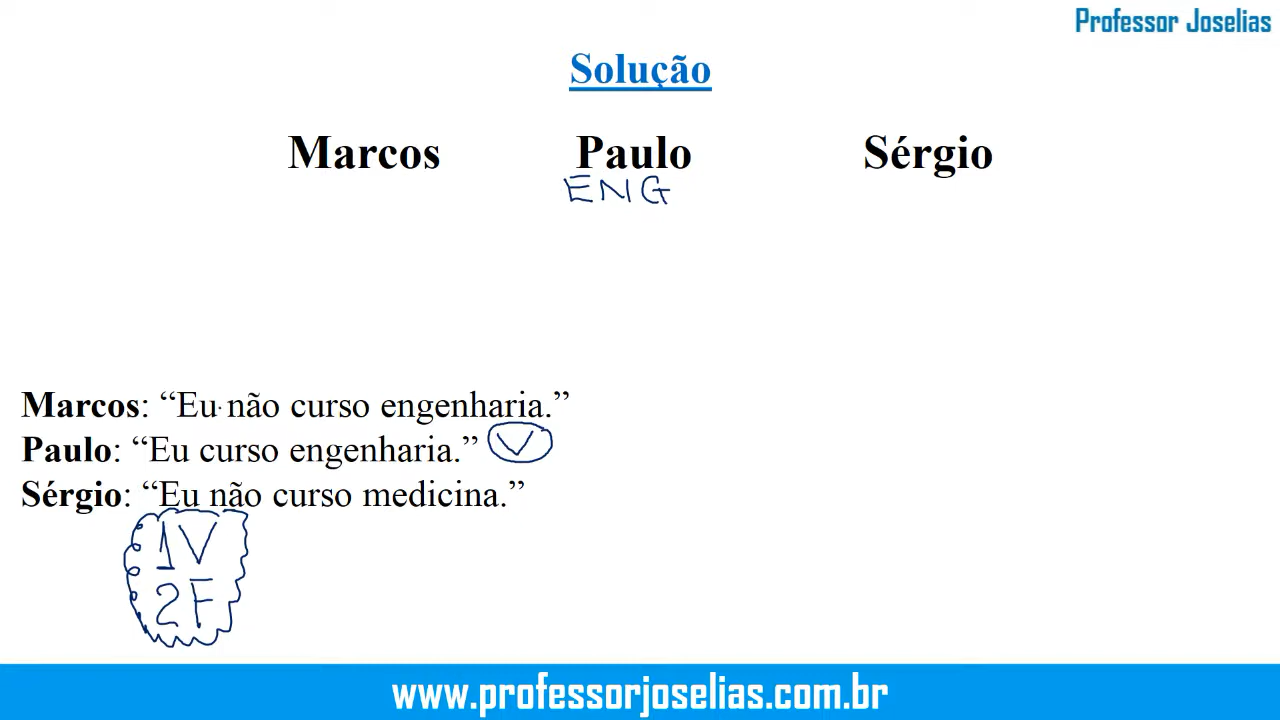 Professor Joselias
Solução
Marcos Paulo Sérgio
ENG
Marcos: “Eu não curso engenharia.”
Paulo: “Eu curso engenharia.” V
Sérgio: “Eu não curso medicina.”
1V
2F
www.professorjoselias.com.br